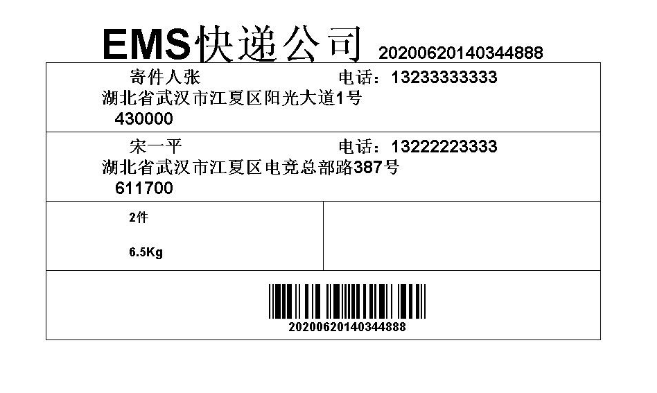 EMS快递公司 20200620140344888
寄件人张 电话：13233333333
湖北省武汉市江夏区阳光大道1号
430000
宋一平 电话：13222223333
湖北省武汉市江夏区电竞总部路387号
611700
2件
6.5Kg
20200620140344888